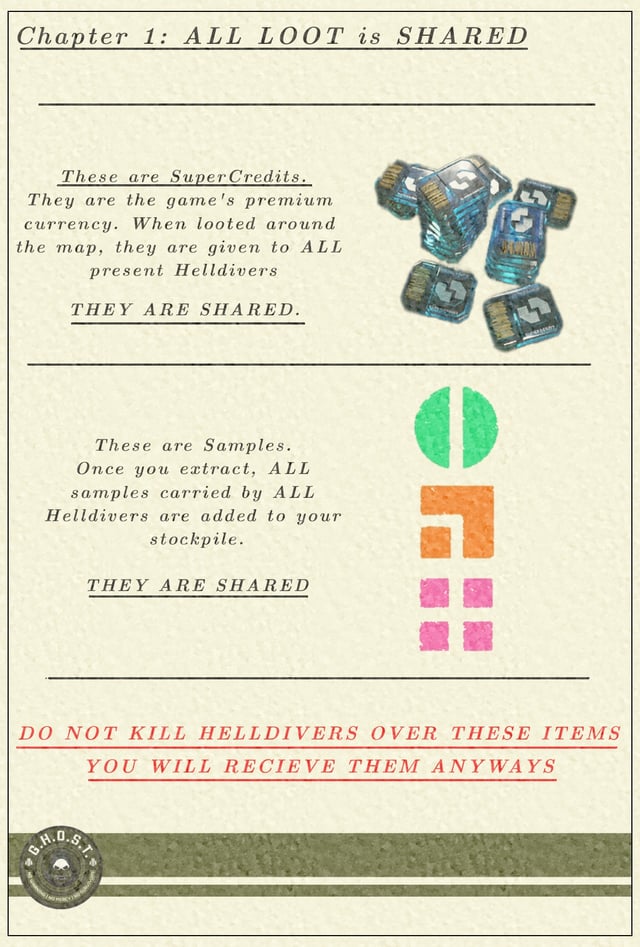 Chapter 1: ALL LOOT is SHARED
These are SuperCredits.
They are the game's premium
currency. When looted around
the map, they are given to ALL
present Helldivers
THEY ARE SHARED.
These are Samples.
Once you extract, ALL
samples carried by ALL
Helldivers are added to your
stockpile.
THEY ARE SHARED
DO NOT KILL HELLDIVERS OVER THESE ITEMS
YOU WILL RECIEVE THEM ANYWAYS
G.H.O.S.T.